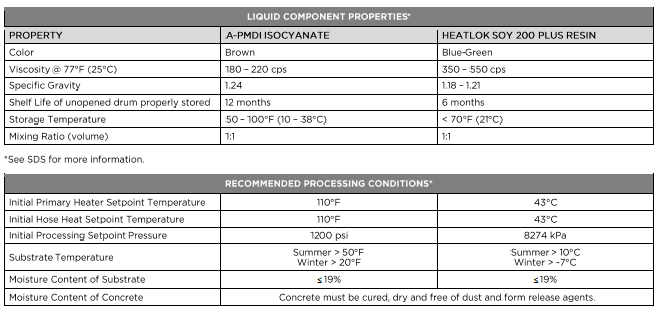 LIQUID COMPONENT PROPERTIES*
PROPERTY A-PMDI ISOCYANATE HEATLOK SOY 200 PLUS RESIN
Color Brown Blue-Green
Viscosity @ 77°F (25°C) 180 – 220 cps 350 – 550 cps
Specific Gravity 1.24 1.18 – 1.21
Shelf Life of unopened drum properly stored 12 months 6 months
Storage Temperature 50 – 100°F (10 – 38°C) < 70°F (21°C)
Mixing Ratio (volume) 1:1 1:1
*See SDS for more information.
RECOMMENDED PROCESSING CONDITIONS*
Initial Primary Heater Setpoint Temperature 110°F 43°C
Initial Hose Heat Setpoint Temperature 110°F 43°C
Initial Processing Setpoint Pressure 1200 psi 8274 kPa
Substrate Temperature Summer > 50°F Summer > 10°C
Winter > 20°F Winter > -7°C
Moisture Content of Substrate ≤19% ≤19%
Moisture Content of Concrete Concrete must be cured, dry and free of dust and form release agents.